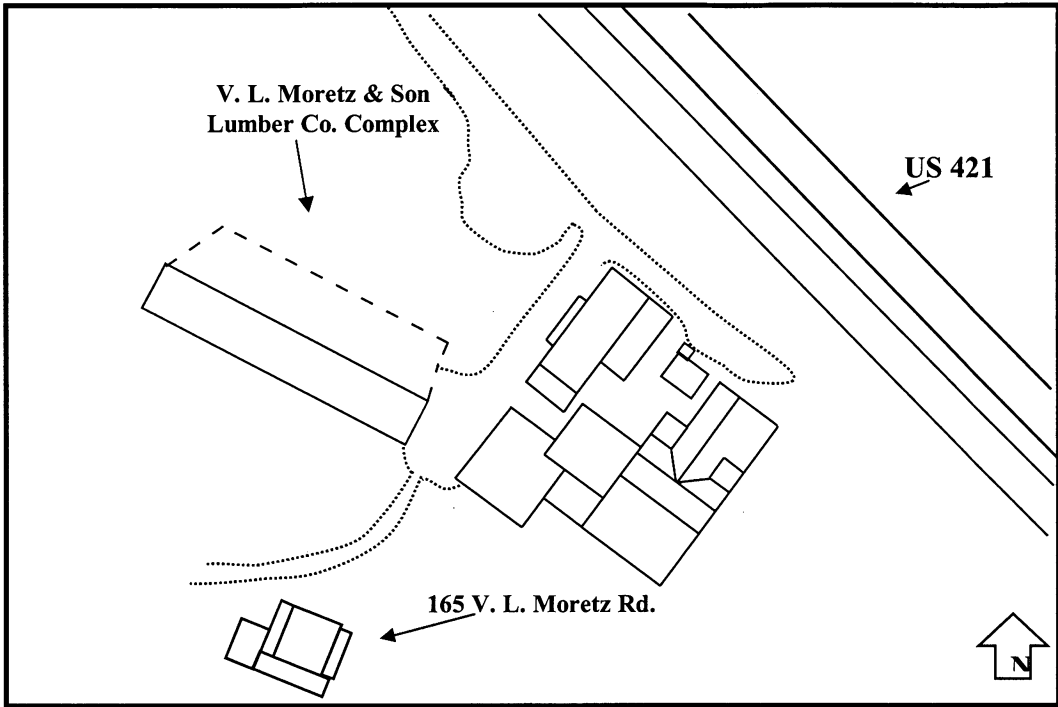 V. L. Moretz & Son
Lumber Co. Complex
US 421
165 V. L. Moretz Rd.
N